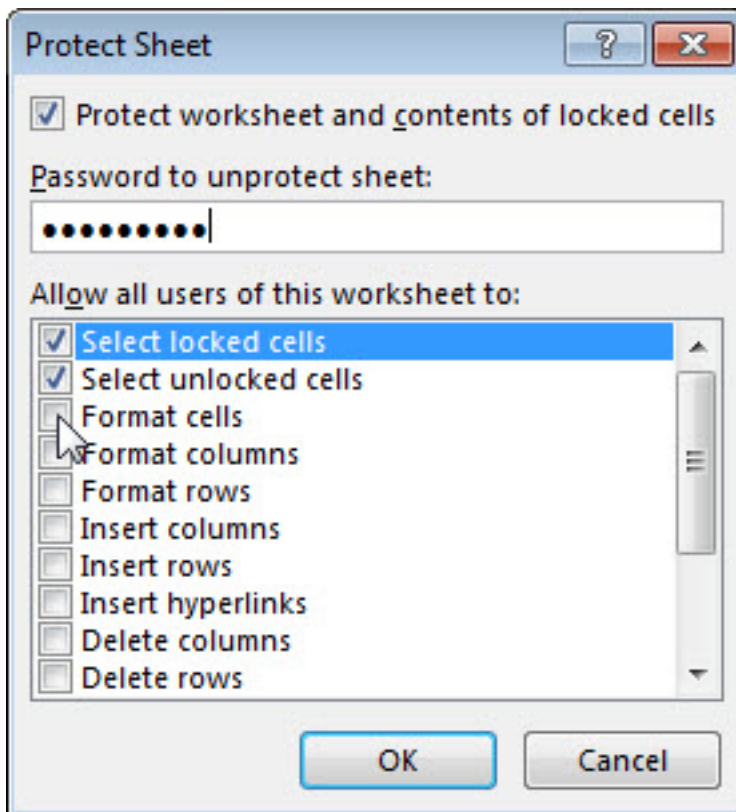 Protect Sheet
Protect worksheet and contents of locked cells
Password to unprotect sheet:
●●●●●●●●●
Allow all users of this worksheet to:
Select locked cells
Select unlocked cells
Format cells
Format columns
Format rows
Insert columns
Insert rows
Insert hyperlinks
Delete columns
Delete rows
OK Cancel